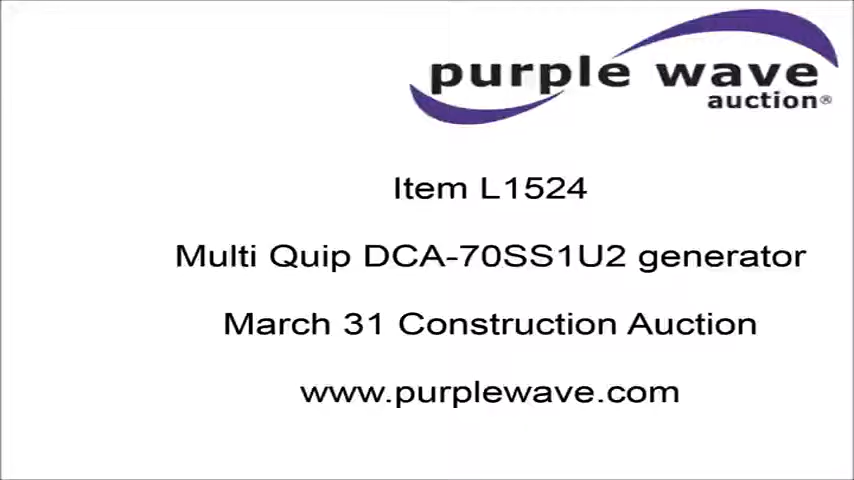 purple wave
auction®
Item L1524
Multi Quip DCA-70SS1U2 generator
March 31 Construction Auction
www.purplewave.com